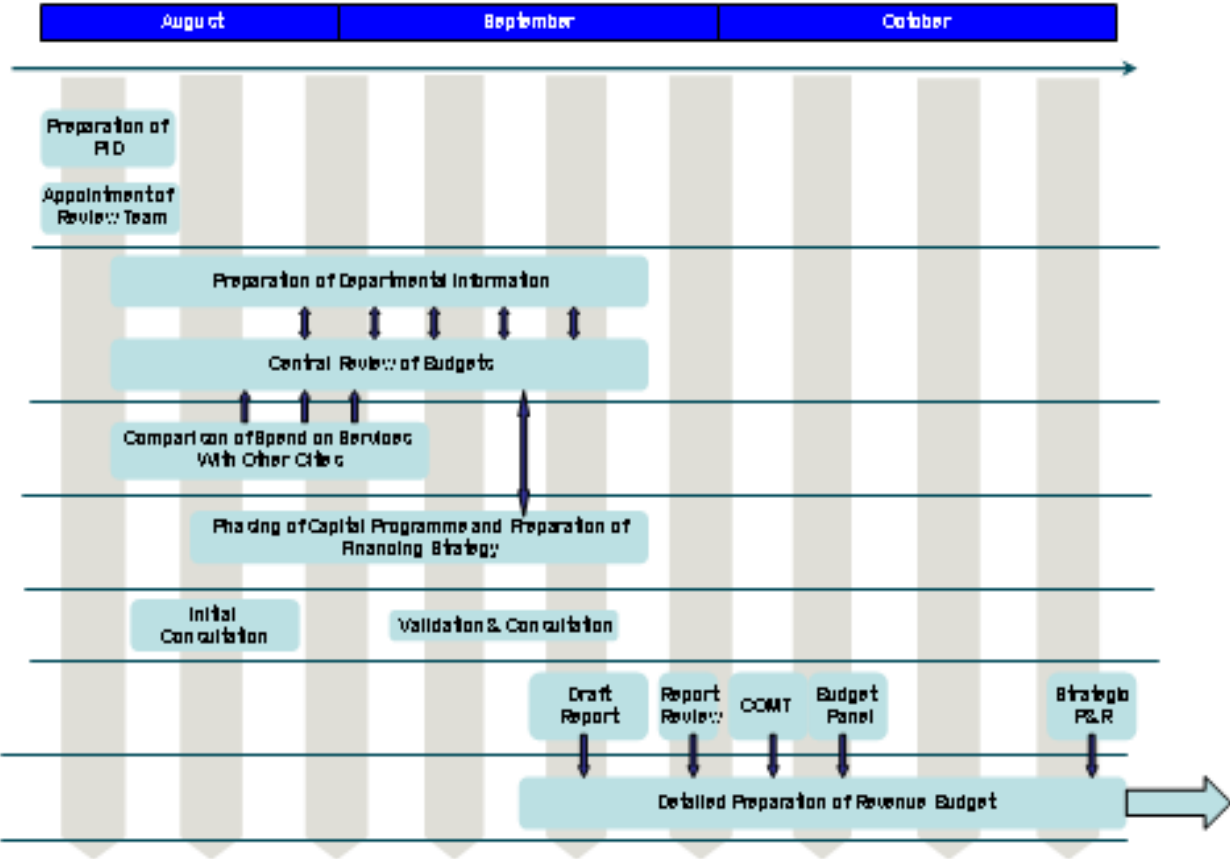 August
September
October
Preparation of
PID
Appointment of
Review Team
Preparation of Departmental Information
Central Review of Budgets
Comparison of Spend on Services
With Other Cities
Phasing of Capital Programme and Preparation of
Financing Strategy
Initial
Consultation
Validation & Consultation
Draft
Report
Report
Review
COMT
Budget
Panel
Strategic
P&R
Detailed Preparation of Revenue Budget